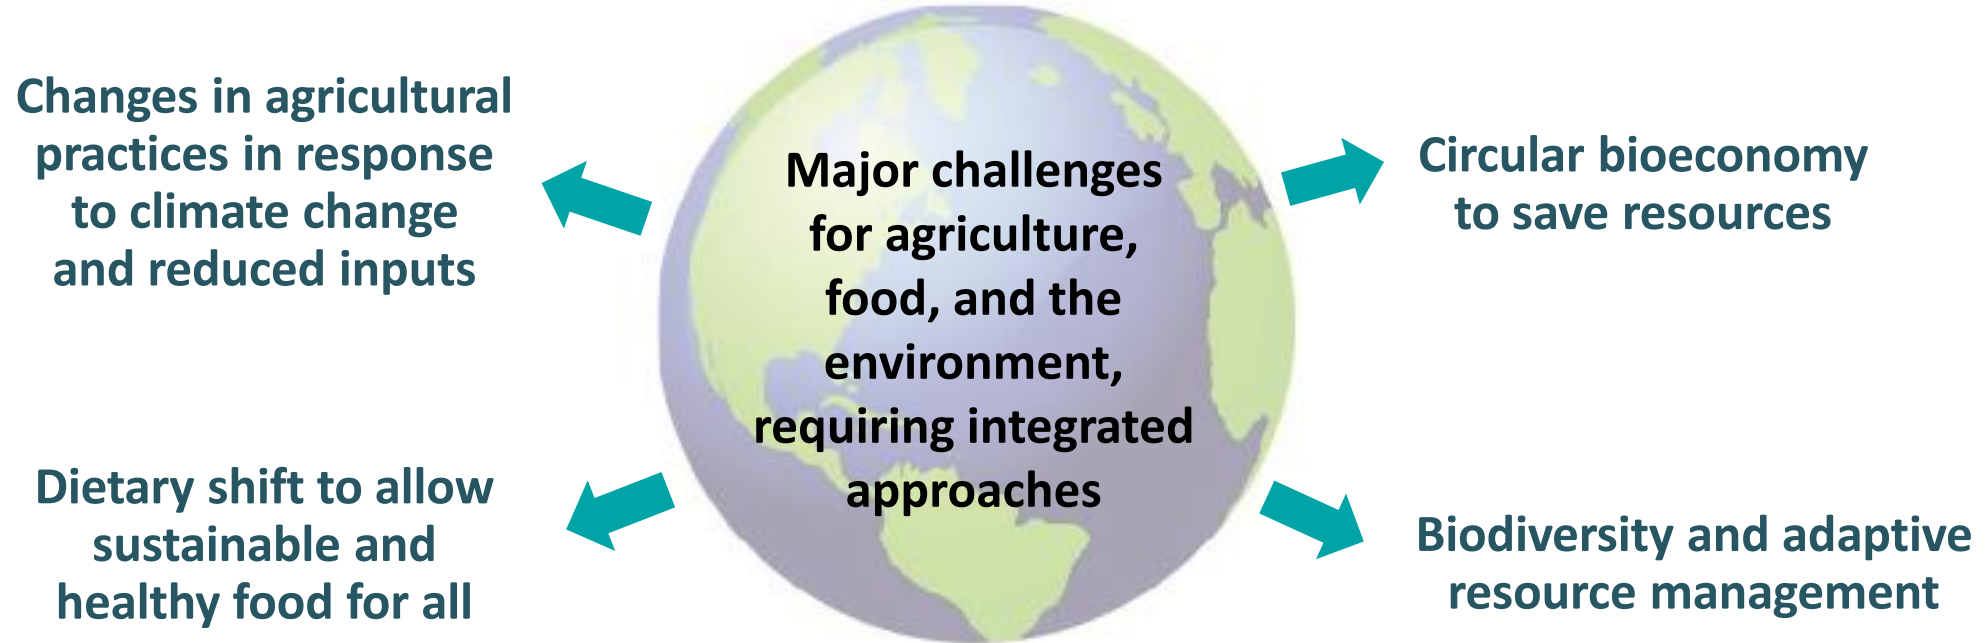 Changes in agricultural
practices in response
to climate change
and reduced inputs
Dietary shift to allow
sustainable and
healthy food for all
Major challenges
for agriculture,
food, and the
environment,
requiring integrated
approaches
Circular bioeconomy
to save resources
Biodiversity and adaptive
resource management